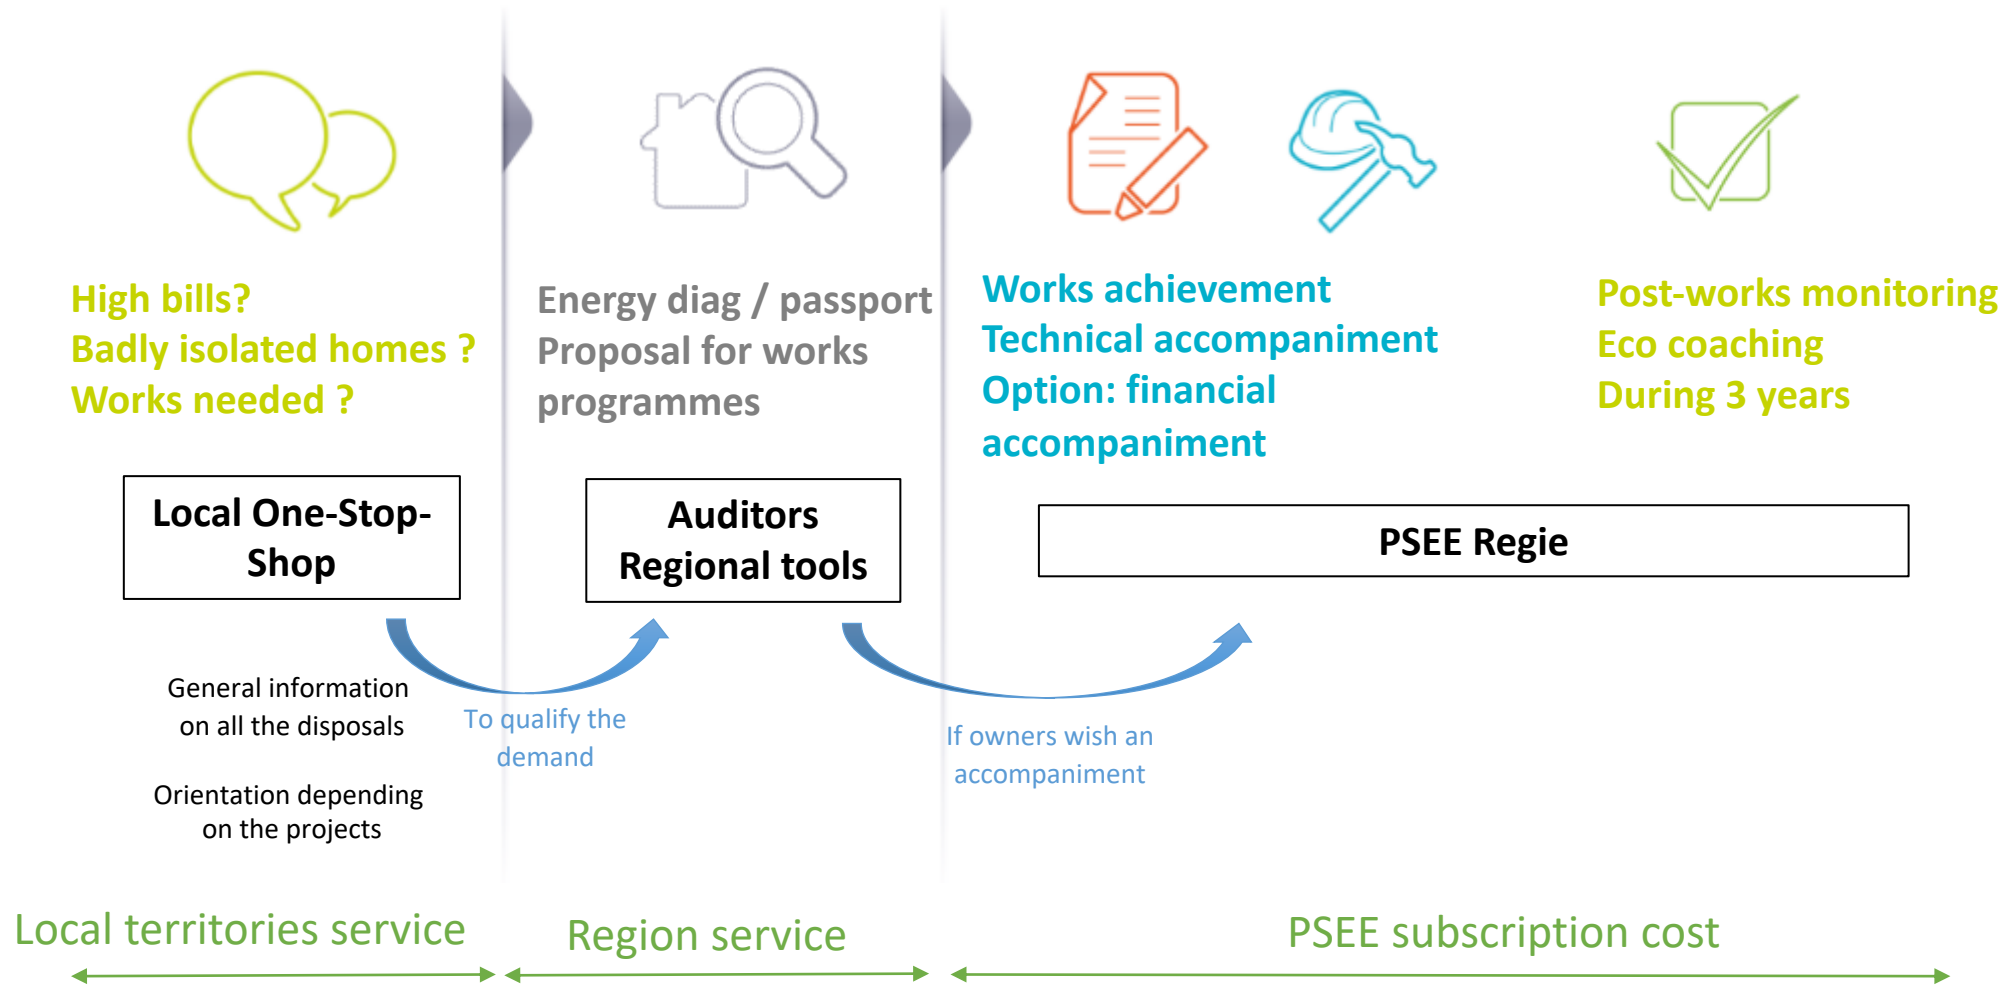 High bills?
Badly isolated homes ?
Works needed ?
Energy diag / passport
Proposal for works
programmes
Works achievement
Technical accompaniment
Option: financial
accompaniment
Post-works monitoring
Eco coaching
During 3 years
Local One-Stop-
Shop
Auditors
Regional tools
PSEE Regie
General information
on all the disposals
Orientation depending
on the projects
To qualify the
demand
If owners wish an
accompaniment
Local territories service
Region service
PSEE subscription cost